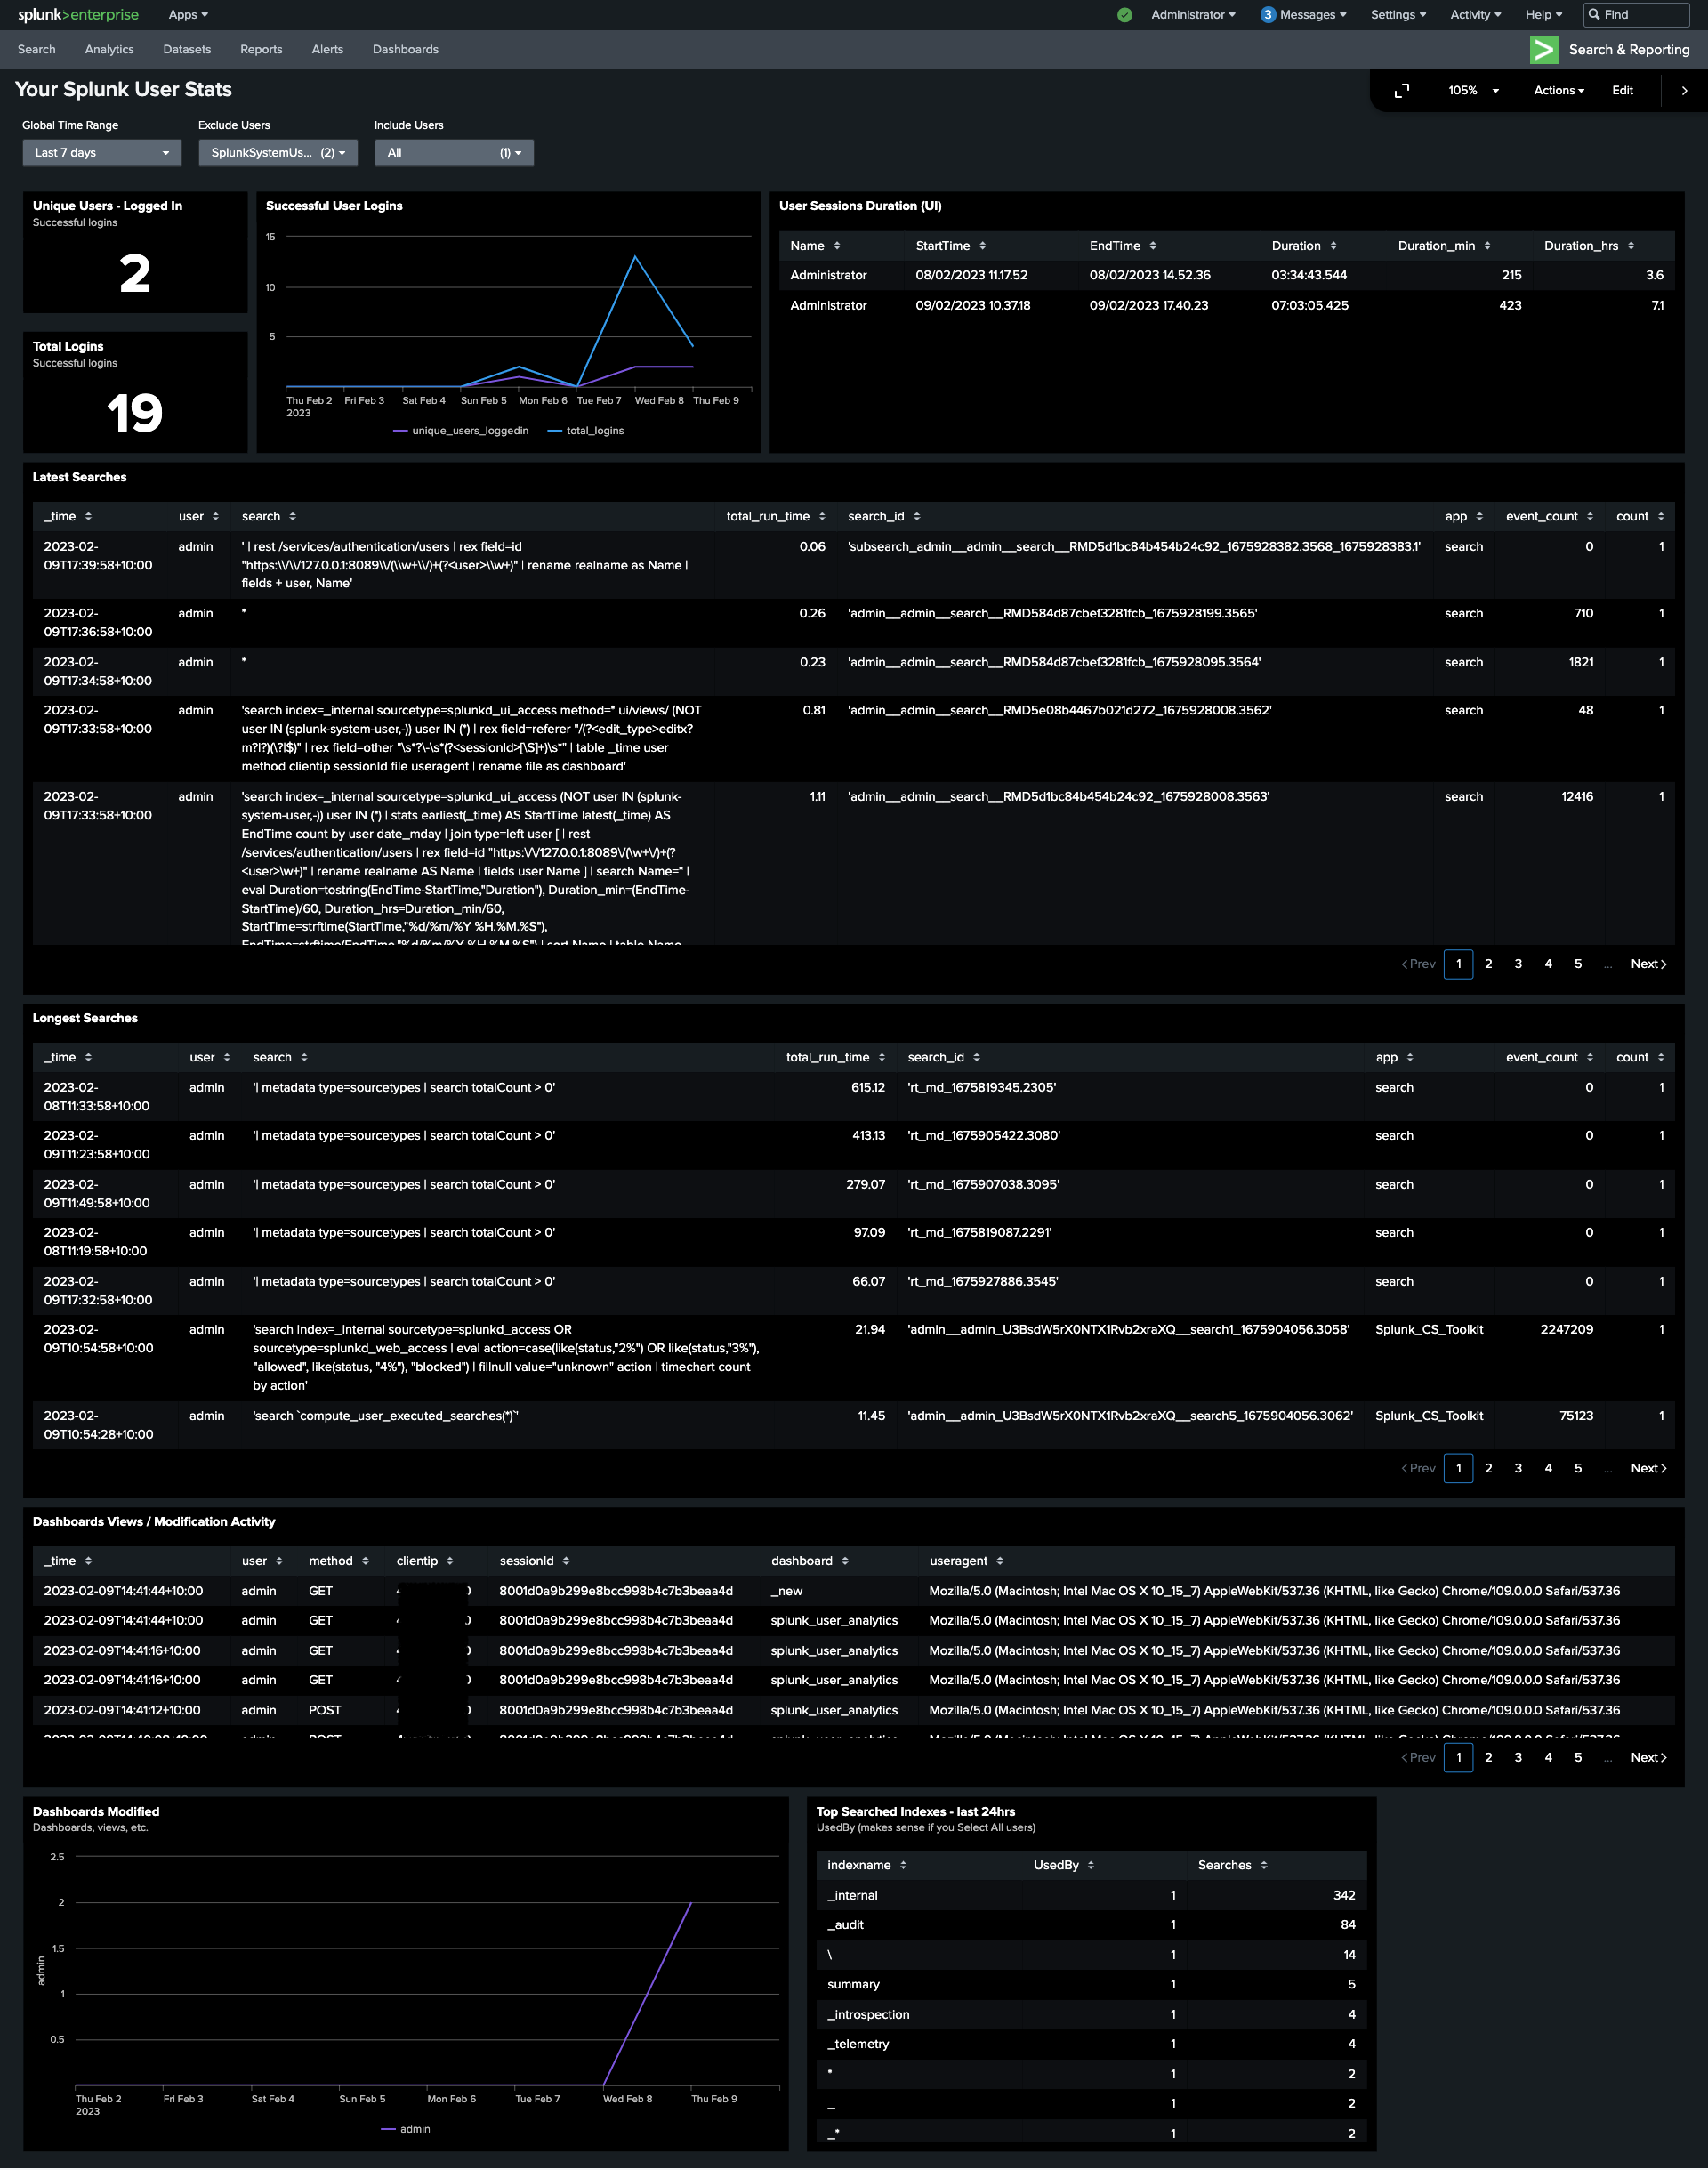 splunk>enterprise Apps Administrator 3 Messages Settings Activity Help Find
Search Analytics Datasets Reports Alerts Dashboards Search & Reporting
Your Splunk User Stats 105% Actions Edit
Global Time Range Exclude Users Include Users
Last 7 days SplunkSystemUs... (2) All (1)
Unique Users - Logged In
Successful logins
2
Total Logins
Successful logins
19
Successful User Logins
15
10
5
Thu Feb 2 Fri Feb 3 Sat Feb 4 Sun Feb 5 Mon Feb 6 Tue Feb 7 Wed Feb 8 Thu Feb 9
2023
unique_users_loggedin total_logins
User Sessions Duration (UI)
Name StartTime EndTime Duration Duration_min Duration_hrs
Administrator 08/02/2023 11.17.52 08/02/2023 14.52.36 03:34:43.544 215 3.6
Administrator 09/02/2023 10.37.18 09/02/2023 17.40.23 07:03:05.425 423 7.1
Latest Searches
_time user search total_run_time search_id app event_count count
2023-02- admin ' | rest /services/authentication/users | rex field=id 0.06 'subsearch_admin__admin__search__RMD5d1bc84b454b24c92_1675928382.3568_1675928383.1' search 0 1
09T17:39:58+10:00 "https:\\/\\/127.0.0.1:8089\\/(\\w+\\/)+(?<user>\\w+)" | rename realname as Name |
fields + user, Name'
2023-02- admin * 0.26 'admin__admin__search__RMD584d87cbef3281fcb_1675928199.3565' search 710 1
09T17:36:58+10:00
2023-02- admin * 0.23 'admin__admin__search__RMD584d87cbef3281fcb_1675928095.3564' search 1821 1
09T17:34:58+10:00
2023-02- admin 'search index=_internal sourcetype=splunkd_ui_access method=* ui/views/ (NOT 0.81 'admin__admin__search__RMD5e08b4467b021d272_1675928008.3562' search 48 1
09T17:33:58+10:00 user IN (splunk-system-user,-)) user IN (*) | rex field=referer "/(?<edit_type>editx?
m?l?)(\?|$)" | rex field=other "\s*?\-\s*(?<sessionId>[\S]+)\s*" | table _time user
method clientip sessionId file useragent | rename file as dashboard'
2023-02- admin 'search index=_internal sourcetype=splunkd_ui_access (NOT user IN (splunk- 1.11 'admin__admin__search__RMD5d1bc84b454b24c92_1675928008.3563' search 12416 1
09T17:33:58+10:00 system-user,-)) user IN (*) | stats earliest(_time) AS StartTime latest(_time) AS
EndTime count by user date_mday | join type=left user [ | rest
/services/authentication/users | rex field=id "https:\/\/127.0.0.1:8089\/(\w+\/)+(?
<user>\w+)" | rename realname AS Name | fields user Name ] | search Name=* |
eval Duration=tostring(EndTime-StartTime,"Duration"), Duration_min=(EndTime-
StartTime)/60, Duration_hrs=Duration_min/60,
StartTime=strftime(StartTime,"%d/%m/%Y %H.%M.%S"),
EndTime=strftime(EndTime,"%d/%m/%Y %H.%M.%S") | sort Name | table Name
Prev 1 2 3 4 5 ... Next
Longest Searches
_time user search total_run_time search_id app event_count count
2023-02- admin '| metadata type=sourcetypes | search totalCount > 0' 615.12 'rt_md_1675819345.2305' search 0 1
08T11:33:58+10:00
2023-02- admin '| metadata type=sourcetypes | search totalCount > 0' 413.13 'rt_md_1675905422.3080' search 0 1
09T11:23:58+10:00
2023-02- admin '| metadata type=sourcetypes | search totalCount > 0' 279.07 'rt_md_1675907038.3095' search 0 1
09T11:49:58+10:00
2023-02- admin '| metadata type=sourcetypes | search totalCount > 0' 97.09 'rt_md_1675819087.2291' search 0 1
08T11:19:58+10:00
2023-02- admin '| metadata type=sourcetypes | search totalCount > 0' 66.07 'rt_md_1675927886.3545' search 0 1
09T17:32:58+10:00
2023-02- admin 'search index=_internal sourcetype=splunkd_access OR 21.94 'admin__admin_U3BsdW5rX0NTX1Rvb2xraXQ__search1_1675904056.3058' Splunk_CS_Toolkit 2247209 1
09T10:54:58+10:00 sourcetype=splunkd_web_access | eval action=case(like(status,"2%") OR like(status,"3%"),
"allowed", like(status, "4%"), "blocked") | fillnull value="unknown" action | timechart count
by action'
2023-02- admin 'search `compute_user_executed_searches(*)`' 11.45 'admin__admin_U3BsdW5rX0NTX1Rvb2xraXQ__search5_1675904056.3062' Splunk_CS_Toolkit 75123 1
09T10:54:28+10:00
Prev 1 2 3 4 5 ... Next
Dashboards Views / Modification Activity
_time user method clientip sessionId dashboard useragent
2023-02-09T14:41:44+10:00 admin GET 8001d0a9b299e8bcc998b4c7b3beaa4d _new Mozilla/5.0 (Macintosh; Intel Mac OS X 10_15_7) AppleWebKit/537.36 (KHTML, like Gecko) Chrome/109.0.0.0 Safari/537.36
2023-02-09T14:41:44+10:00 admin GET 8001d0a9b299e8bcc998b4c7b3beaa4d splunk_user_analytics Mozilla/5.0 (Macintosh; Intel Mac OS X 10_15_7) AppleWebKit/537.36 (KHTML, like Gecko) Chrome/109.0.0.0 Safari/537.36
2023-02-09T14:41:16+10:00 admin GET 8001d0a9b299e8bcc998b4c7b3beaa4d splunk_user_analytics Mozilla/5.0 (Macintosh; Intel Mac OS X 10_15_7) AppleWebKit/537.36 (KHTML, like Gecko) Chrome/109.0.0.0 Safari/537.36
2023-02-09T14:41:16+10:00 admin GET 8001d0a9b299e8bcc998b4c7b3beaa4d splunk_user_analytics Mozilla/5.0 (Macintosh; Intel Mac OS X 10_15_7) AppleWebKit/537.36 (KHTML, like Gecko) Chrome/109.0.0.0 Safari/537.36
2023-02-09T14:41:12+10:00 admin POST 8001d0a9b299e8bcc998b4c7b3beaa4d splunk_user_analytics Mozilla/5.0 (Macintosh; Intel Mac OS X 10_15_7) AppleWebKit/537.36 (KHTML, like Gecko) Chrome/109.0.0.0 Safari/537.36
Prev 1 2 3 4 5 ... Next
Dashboards Modified
Dashboards, views, etc.
2.5
2
1.5
1
0.5
admin
Thu Feb 2 Fri Feb 3 Sat Feb 4 Sun Feb 5 Mon Feb 6 Tue Feb 7 Wed Feb 8 Thu Feb 9
2023
admin
Top Searched Indexes - last 24hrs
UsedBy (makes sense if you Select All users)
indexname UsedBy Searches
_internal 1 342
_audit 1 84
\ 1 14
summary 1 5
_introspection 1 4
_telemetry 1 4
* 1 2
_ 1 2
_* 1 2